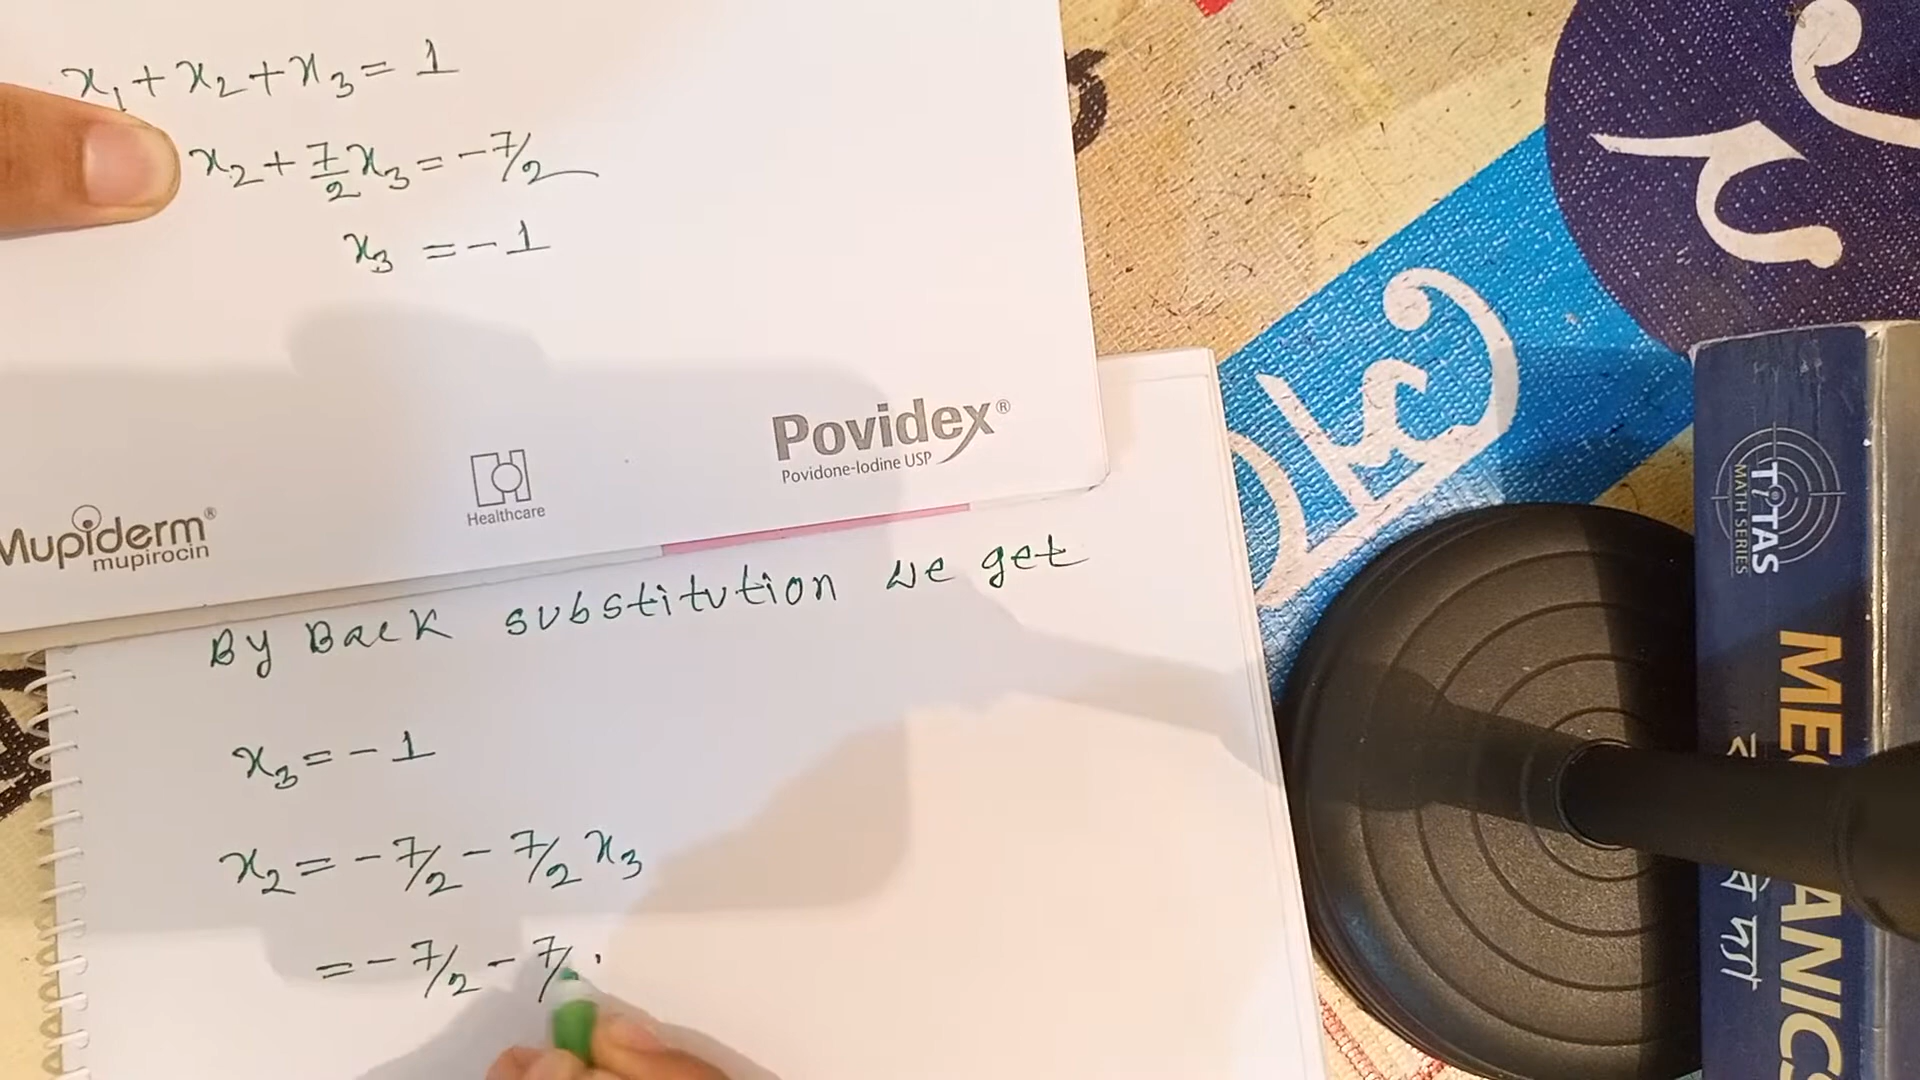 x₁ + x₂ + x₃ = 1
x₂ + 7/2 x₃ = - 7/2
x₃ = - 1
Povidex®
Povidone-Iodine USP
Healthcare
Mupiderm®
mupirocin
By Back substitution we get
x₃ = - 1
x₂ = - 7/2 - 7/2 x₃
= - 7/2 - 7/
TITAS
MATH SERIES